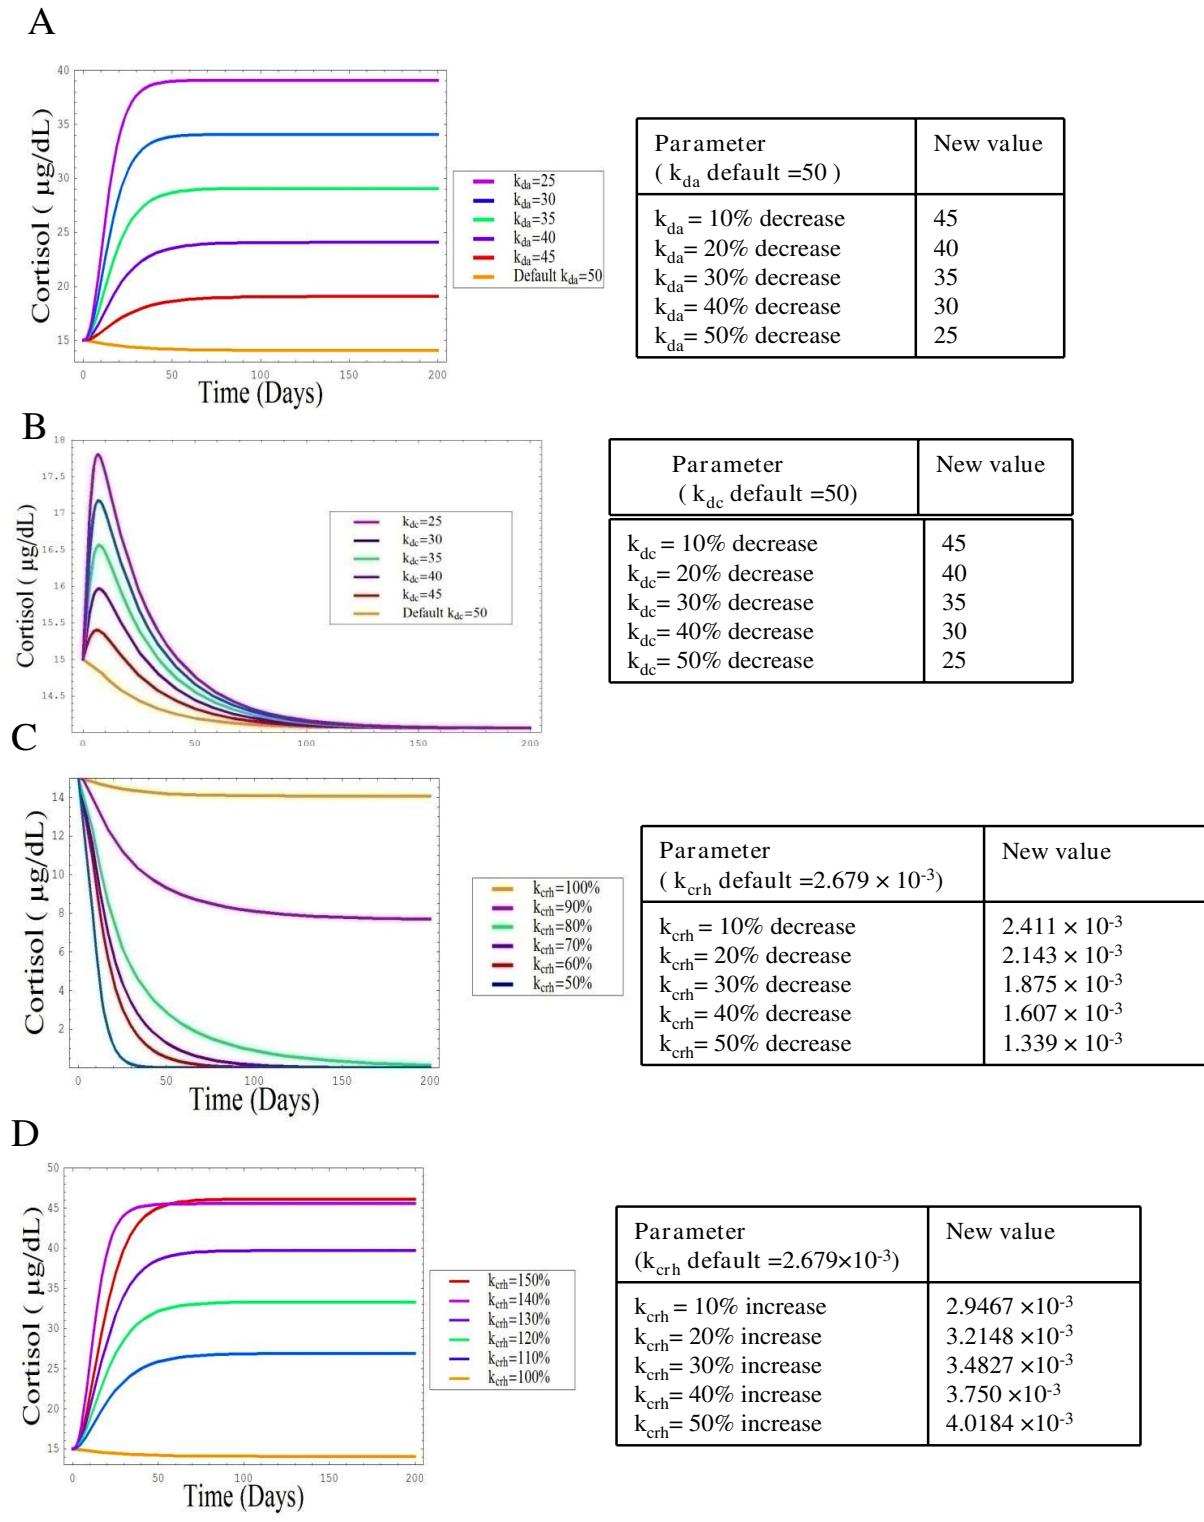 A
40
35
30
25
20
15
0 50 100 150 200
Cortisol ( µg/dL)
Time (Days)
k_da=25
k_da=30
k_da=35
k_da=40
k_da=45
Default k_da=50
Parameter New value
( k_da default =50 )
k_da = 10% decrease 45
k_da = 20% decrease 40
k_da = 30% decrease 35
k_da = 40% decrease 30
k_da = 50% decrease 25
B
18
17.5
17
16.5
16
15.5
15
14.5
0 50 100 150 200
Cortisol ( µg/dL)
k_dc=25
k_dc=30
k_dc=35
k_dc=40
k_dc=45
Default k_dc=50
Parameter New value
( k_dc default =50)
k_dc = 10% decrease 45
k_dc= 20% decrease 40
k_dc= 30% decrease 35
k_dc= 40% decrease 30
k_dc= 50% decrease 25
C
14
12
10
8
6
4
2
0 50 100 150 200
Cortisol ( µg/dL)
Time (Days)
k_crh=100%
k_crh=90%
k_crh=80%
k_crh=70%
k_crh=60%
k_crh=50%
Parameter New value
( k_crh default =2.679 × 10⁻³)
k_crh = 10% decrease 2.411 × 10⁻³
k_crh= 20% decrease 2.143 × 10⁻³
k_crh= 30% decrease 1.875 × 10⁻³
k_crh= 40% decrease 1.607 × 10⁻³
k_crh= 50% decrease 1.339 × 10⁻³
D
50
45
40
35
30
25
20
15
0 50 100 150 200
Cortisol ( µg/dL)
Time (Days)
k_crh=150%
k_crh=140%
k_crh=130%
k_crh=120%
k_crh=110%
k_crh=100%
Parameter New value
(k_crh default =2.679×10⁻³)
k_crh = 10% increase 2.9467 ×10⁻³
k_crh= 20% increase 3.2148 ×10⁻³
k_crh= 30% increase 3.4827 ×10⁻³
k_crh= 40% increase 3.750 ×10⁻³
k_crh= 50% increase 4.0184 ×10⁻³